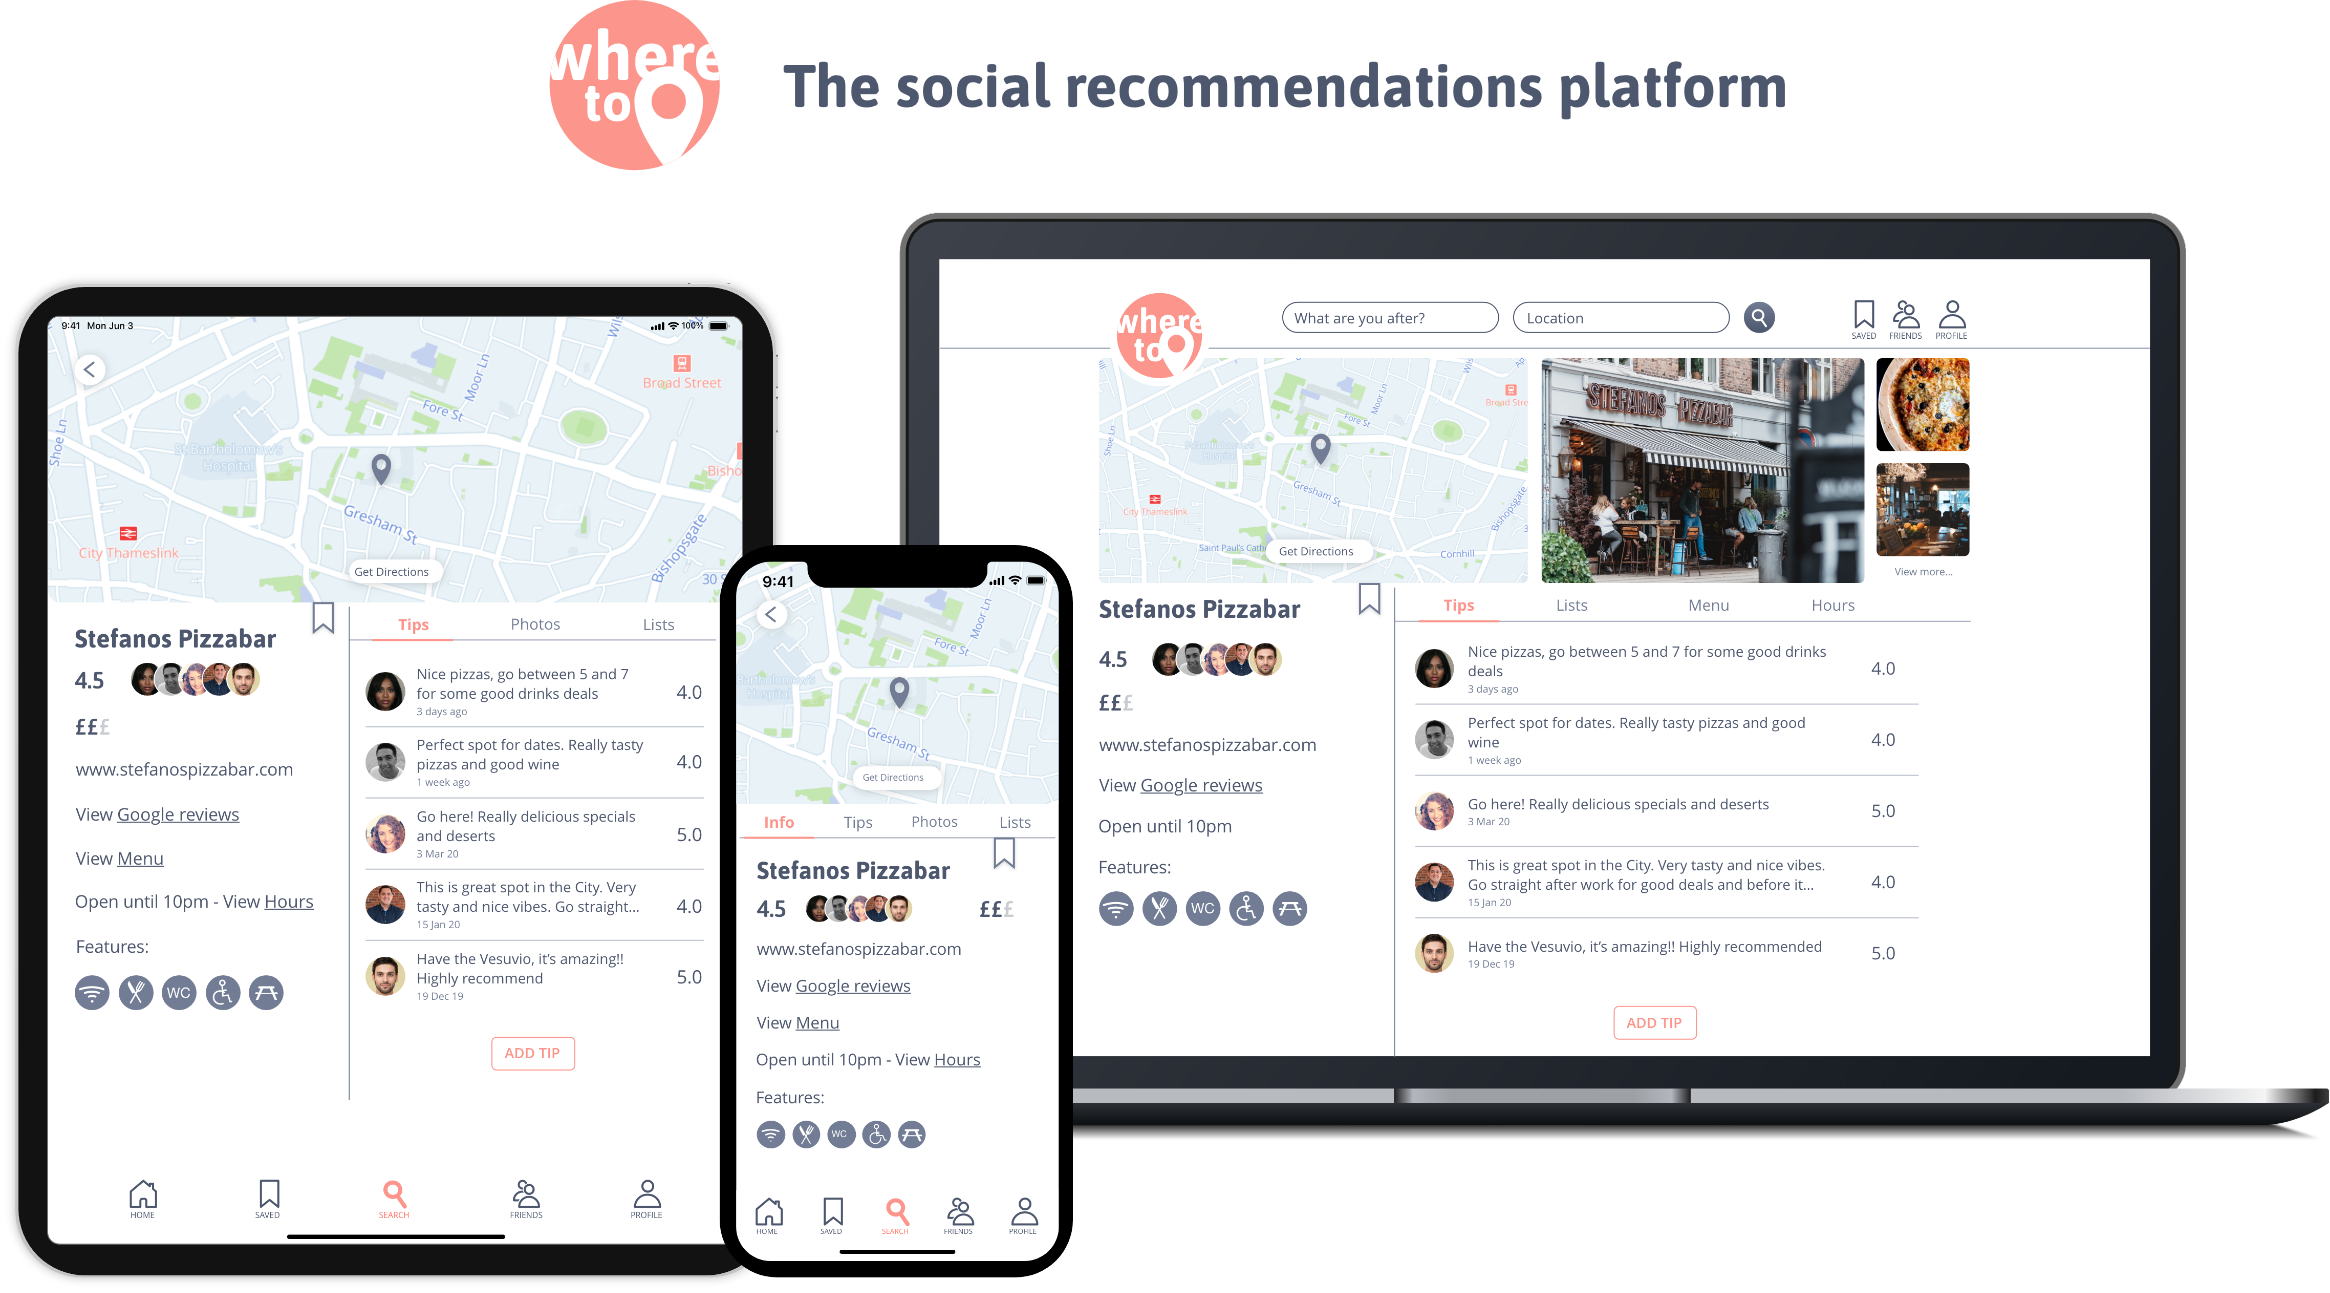 where
to
The social recommendations platform
9:41 Mon Jun 3
100%
Broad Street
Moor Ln
Fore St
Shoe Ln
St Bartholomew's
Hospital
Bisho
Gresham St
City Thameslink
Bishopsgate
30
Get Directions
Stefanos Pizzabar
4.5
£££
www.stefanospizzabar.com
View Google reviews
View Menu
Open until 10pm - View Hours
Features:
WC
Tips Photos Lists
Nice pizzas, go between 5 and 7
for some good drinks deals
3 days ago
4.0
Perfect spot for dates. Really tasty
pizzas and good wine
1 week ago
4.0
Go here! Really delicious specials
and deserts
3 Mar 20
5.0
This is great spot in the City. Very
tasty and nice vibes. Go straight...
15 Jan 20
4.0
Have the Vesuvio, it's amazing!!
Highly recommend
19 Dec 19
5.0
ADD TIP
HOME SAVED SEARCH FRIENDS PROFILE
9:41
Moor Ln
Fore St
Bartholomew's
Hospital
Gresham St
Get Directions
Info Tips Photos Lists
Stefanos Pizzabar
4.5 £££
www.stefanospizzabar.com
View Google reviews
View Menu
Open until 10pm - View Hours
Features:
WC
HOME SAVED SEARCH FRIENDS PROFILE
where
to
What are you after? Location
SAVED FRIENDS PROFILE
Moor Ln
Broad Stre
Fore St
Shoe Ln
Hospital
Gresham St
City Thameslink
Bishopsgate
Saint Paul's Cathe
Cornhill
Get Directions
STEFANOS PIZZABAR
View more...
Stefanos Pizzabar
4.5
£££
www.stefanospizzabar.com
View Google reviews
Open until 10pm
Features:
WC
Tips Lists Menu Hours
Nice pizzas, go between 5 and 7 for some good drinks
deals
3 days ago
4.0
Perfect spot for dates. Really tasty pizzas and good
wine
1 week ago
4.0
Go here! Really delicious specials and deserts
3 Mar 20
5.0
This is great spot in the City. Very tasty and nice vibes.
Go straight after work for good deals and before it...
15 Jan 20
4.0
Have the Vesuvio, it's amazing!! Highly recommended
19 Dec 19
5.0
ADD TIP